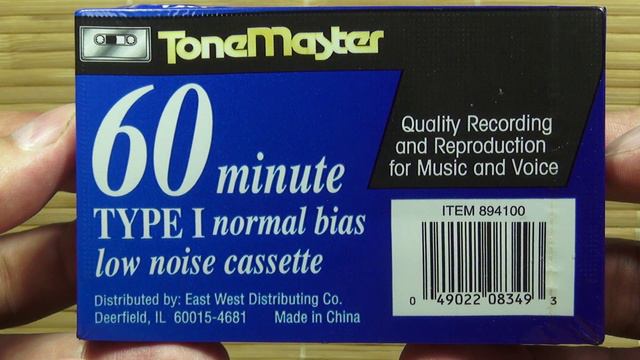 ToneMaster
60 minute
TYPE I normal bias
low noise cassette
Distributed by: East West Distributing Co.
Deerfield, IL 60015-4681 Made in China
Quality Recording
and Reproduction
for Music and Voice
ITEM 894100
0 49022 08349 3